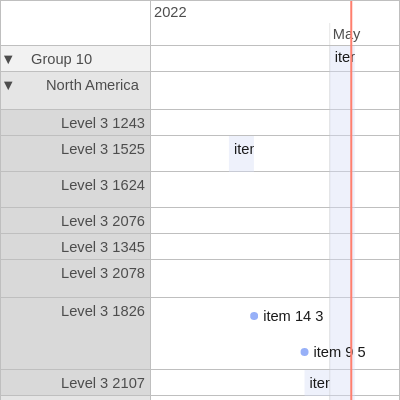 2022
May
▼ Group 10 iter
▼ North America
Level 3 1243
Level 3 1525 iter
Level 3 1624
Level 3 2076
Level 3 1345
Level 3 2078
Level 3 1826 item 14 3
item 9 5
Level 3 2107 iter